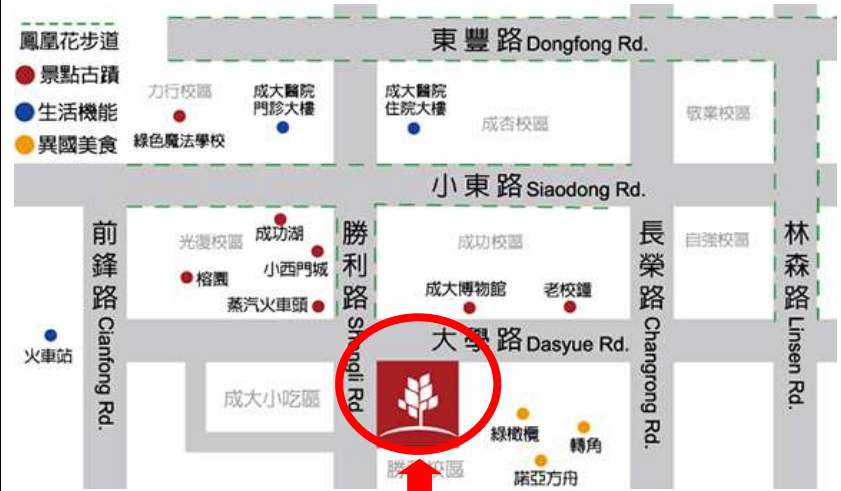 鳳凰花步道
景點古蹟
生活機能
異國美食
東豐路 Dongfong Rd.
力行校區
綠色魔法學校
成大醫院
門診大樓
成大醫院
住院大樓
成杏校區
敬業校區
小東路 Siaodong Rd.
前鋒路 Cianfong Rd.
光復校區
成功湖
小西門城
榕園
蒸汽火車頭
勝利路 Shengli Rd
成功校區
成大博物館
老校鐘
長榮路 Changrong Rd.
自強校區
林森路 Linsen Rd.
火車站
大學路 Dasyue Rd.
成大小吃區
綠橄欖
轉角
諾亞方舟
勝利校區